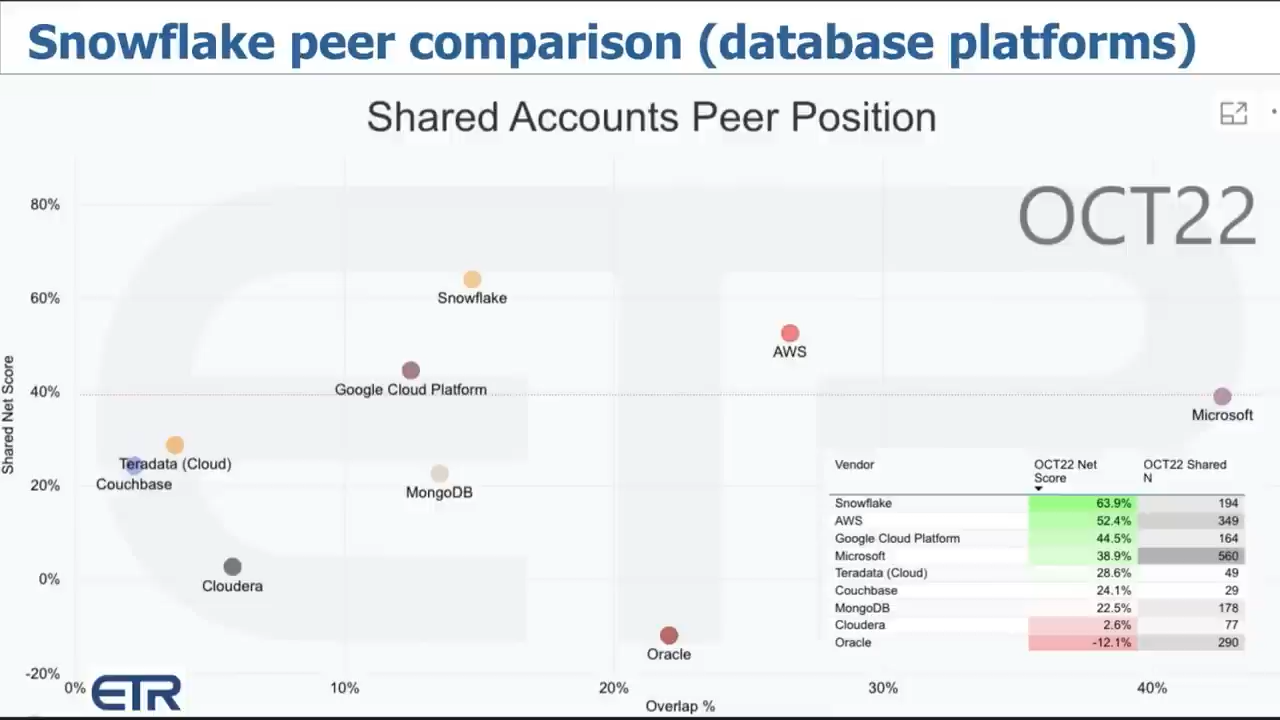 Snowflake peer comparison (database platforms)
Shared Accounts Peer Position
OCT22
80%
60%
40%
20%
0%
-20%
Shared Net Score
Snowflake
AWS
Google Cloud Platform
Microsoft
Teradata (Cloud)
Couchbase
MongoDB
Cloudera
Oracle
Vendor OCT22 Net Score OCT22 Shared N
Snowflake 63.9% 194
AWS 52.4% 349
Google Cloud Platform 44.5% 164
Microsoft 38.9% 560
Teradata (Cloud) 28.6% 49
Couchbase 24.1% 29
MongoDB 22.5% 178
Cloudera 2.6% 77
Oracle -12.1% 290
0% 10% 20% 30% 40%
Overlap %
ETR